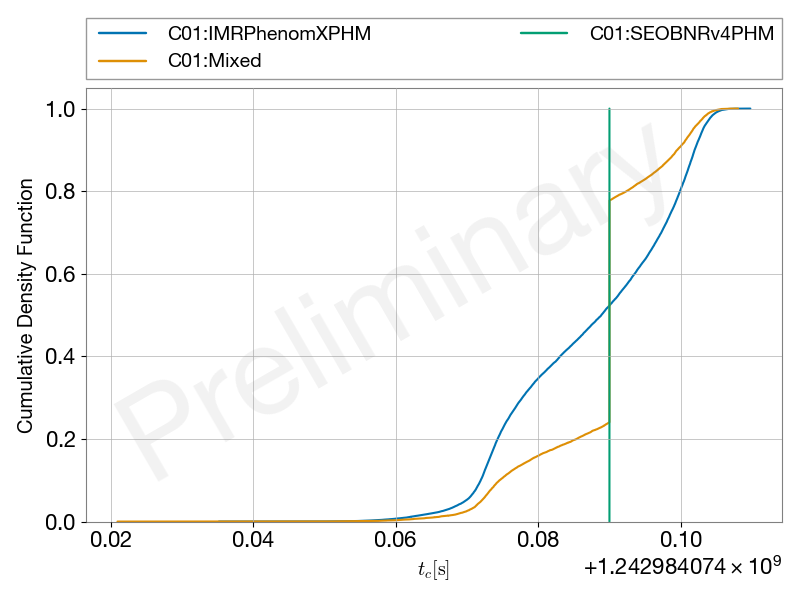 C01:IMRPhenomXPHM
C01:Mixed
C01:SEOBNRv4PHM
Cumulative Density Function
1.0
0.8
0.6
0.4
0.2
0.0
Preliminary
0.02 0.04 0.06 0.08 0.10
t_c[s]
+1.242984074 × 10⁹